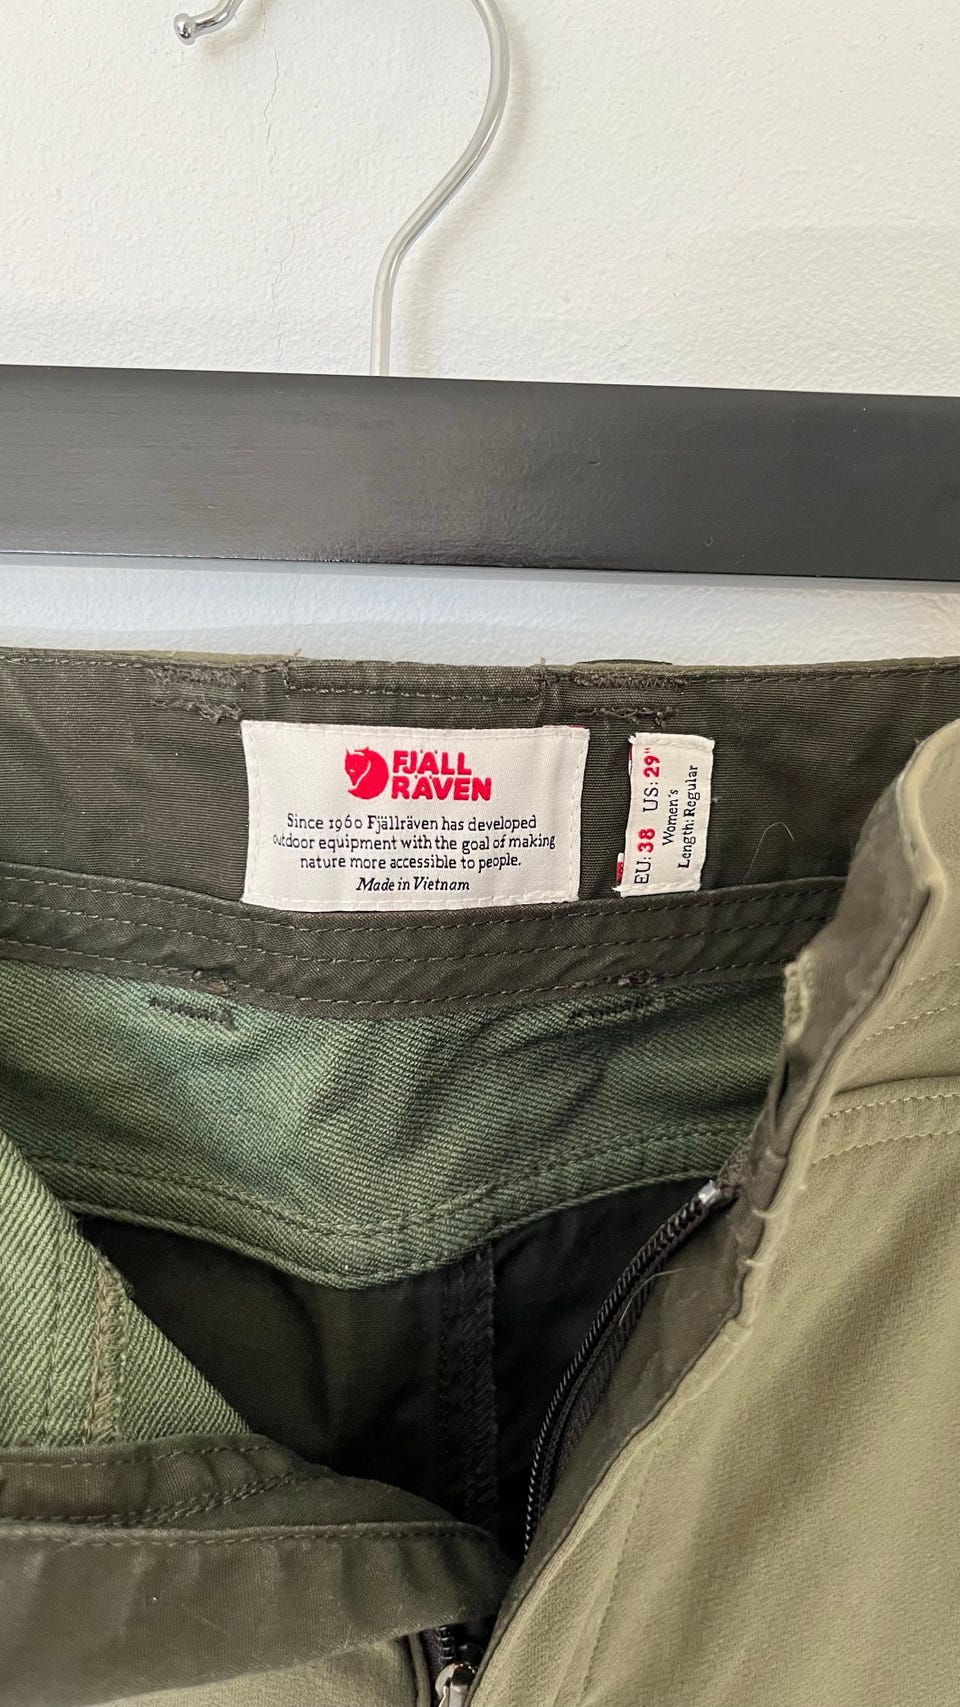 FJÄLL
RÄVEN
Since 1960 Fjällräven has developed
outdoor equipment with the goal of making
nature more accessible to people.
Made in Vietnam
EU: 38 US: 29"
Women's
Length: Regular